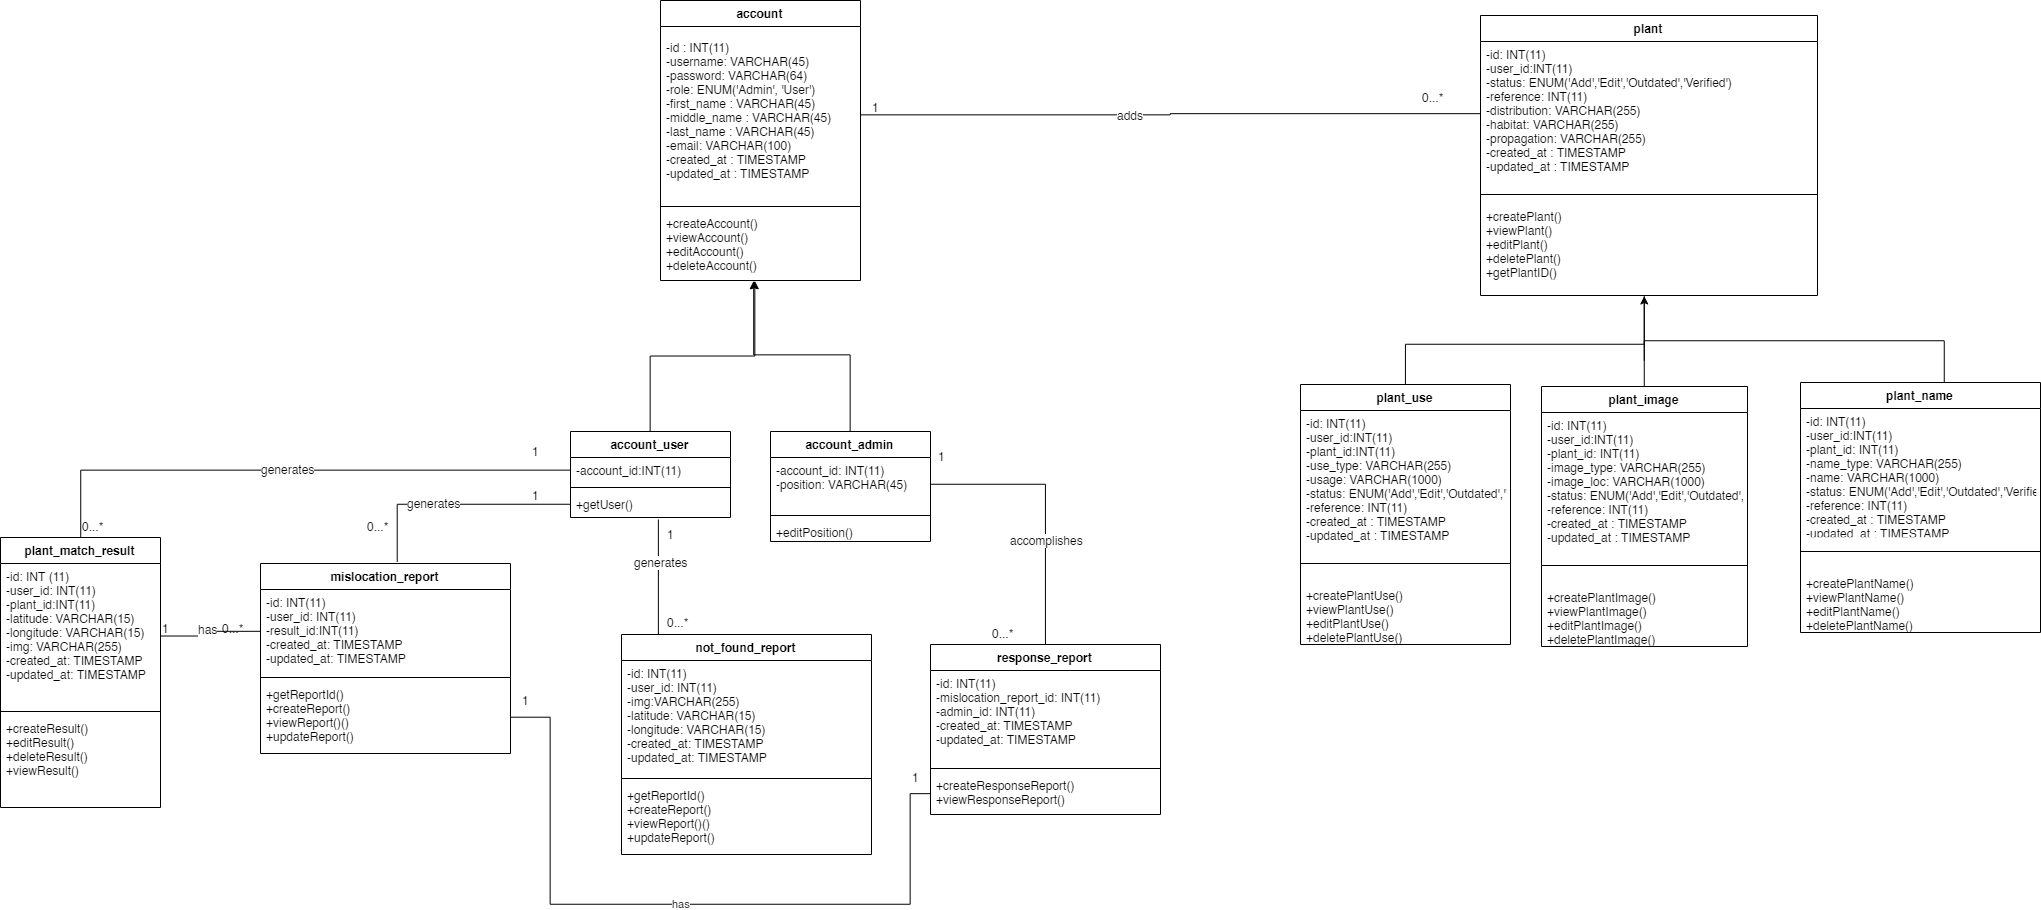 account
-id : INT(11)
-username: VARCHAR(45)
-password: VARCHAR(64)
-role: ENUM('Admin', 'User')
-first_name : VARCHAR(45)
-middle_name : VARCHAR(45)
-last_name : VARCHAR(45)
-email: VARCHAR(100)
-created_at : TIMESTAMP
-updated_at : TIMESTAMP
+createAccount()
+viewAccount()
+editAccount()
+deleteAccount()
1
adds
0...*
plant
-id: INT(11)
-user_id:INT(11)
-status: ENUM('Add','Edit','Outdated','Verified')
-reference: INT(11)
-distribution: VARCHAR(255)
-habitat: VARCHAR(255)
-propagation: VARCHAR(255)
-created_at : TIMESTAMP
-updated_at : TIMESTAMP
+createPlant()
+viewPlant()
+editPlant()
+deletePlant()
+getPlantID()
account_user
-account_id:INT(11)
+getUser()
account_admin
-account_id: INT(11)
-position: VARCHAR(45)
+editPosition()
plant_use
-id: INT(11)
-user_id:INT(11)
-plant_id:INT(11)
-use_type: VARCHAR(255)
-usage: VARCHAR(1000)
-status: ENUM('Add','Edit','Outdated','
-reference: INT(11)
-created_at : TIMESTAMP
-updated_at : TIMESTAMP
+createPlantUse()
+viewPlantUse()
+editPlantUse()
+deletePlantUse()
plant_image
-id: INT(11)
-user_id:INT(11)
-plant_id: INT(11)
-image_type: VARCHAR(255)
-image_loc: VARCHAR(1000)
-status: ENUM('Add','Edit','Outdated',
-reference: INT(11)
-created_at : TIMESTAMP
-updated_at : TIMESTAMP
+createPlantImage()
+viewPlantImage()
+editPlantImage()
+deletePlantImage()
plant_name
-id: INT(11)
-user_id:INT(11)
-plant_id: INT(11)
-name_type: VARCHAR(255)
-name: VARCHAR(1000)
-status: ENUM('Add','Edit','Outdated','Verifie
-reference: INT(11)
-created_at : TIMESTAMP
-updated_at : TIMESTAMP
+createPlantName()
+viewPlantName()
+editPlantName()
+deletePlantName()
1
generates
0...*
1
generates
0...*
1
generates
0...*
1
accomplishes
0...*
plant_match_result
-id: INT (11)
-user_id: INT(11)
-plant_id:INT(11)
-latitude: VARCHAR(15)
-longitude: VARCHAR(15)
-img: VARCHAR(255)
-created_at: TIMESTAMP
-updated_at: TIMESTAMP
+createResult()
+editResult()
+deleteResult()
+viewResult()
1
has
0...*
mislocation_report
-id: INT(11)
-user_id: INT(11)
-result_id:INT(11)
-created_at: TIMESTAMP
-updated_at: TIMESTAMP
+getReportId()
+createReport()
+viewReport()()
+updateReport()
not_found_report
-id: INT(11)
-user_id: INT(11)
-img:VARCHAR(255)
-latitude: VARCHAR(15)
-longitude: VARCHAR(15)
-created_at: TIMESTAMP
-updated_at: TIMESTAMP
+getReportId()
+createReport()
+viewReport()()
+updateReport()
response_report
-id: INT(11)
-mislocation_report_id: INT(11)
-admin_id: INT(11)
-created_at: TIMESTAMP
-updated_at: TIMESTAMP
+createResponseReport()
+viewResponseReport()
1
has
1